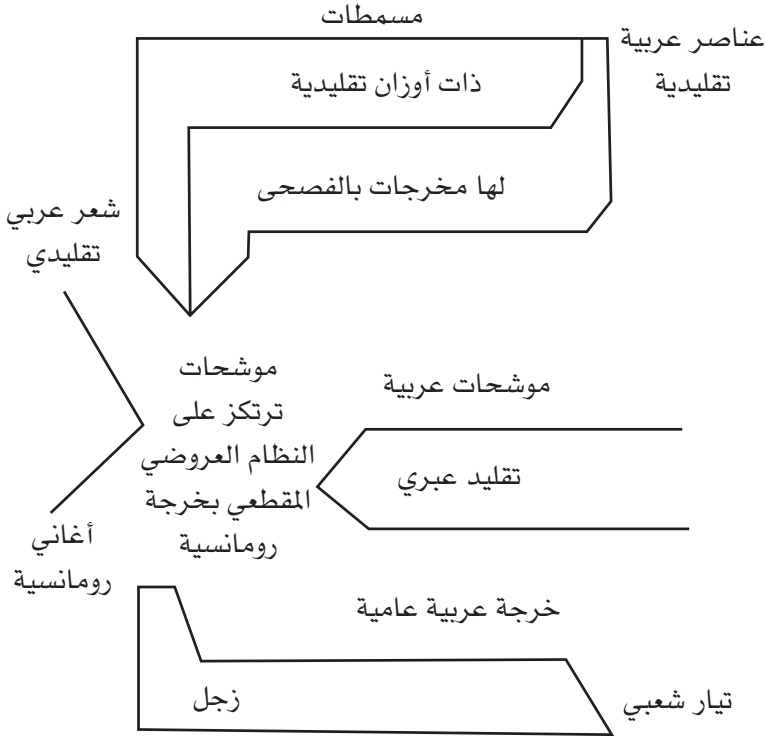 مسمطات
عناصر عربية
تقليدية
ذات أوزان تقليدية
لها مخرجات بالفصحى
شعر عربي
تقليدي
موشحات
ترتكز على
النظام العروضي
المقطعي بخرجة
رومانسية
موشحات عربية
تقليد عبري
أغاني
رومانسية
خرجة عربية عامية
زجل
تيار شعبي